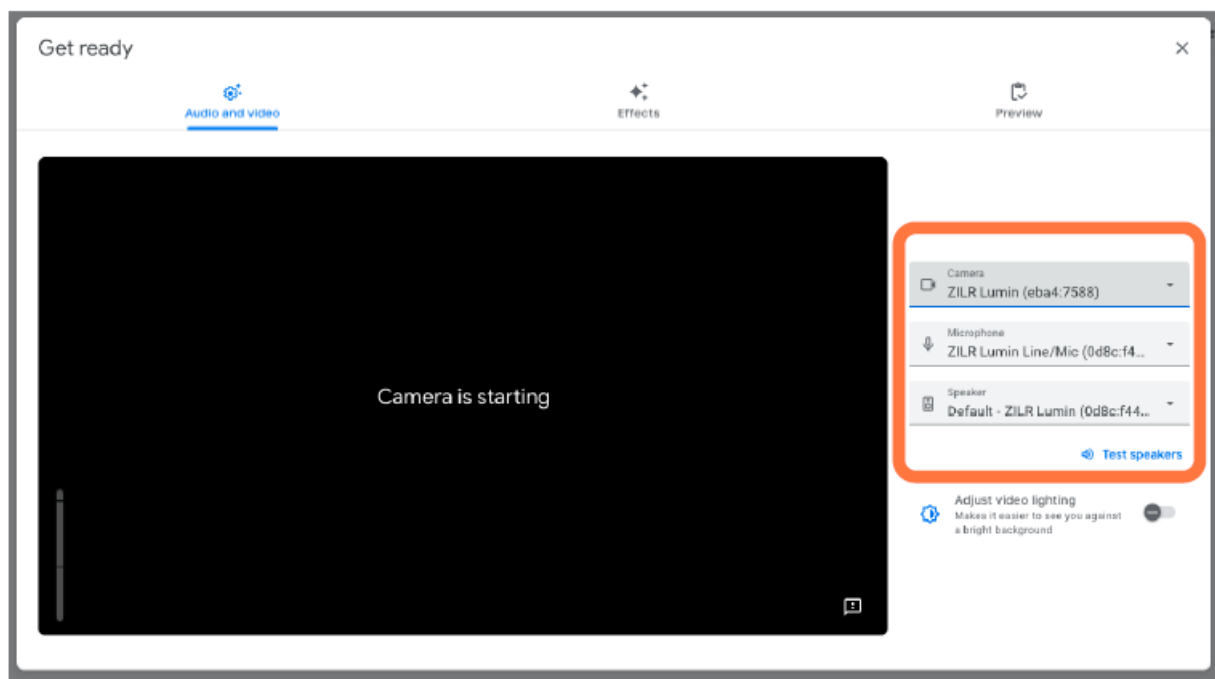 Get ready
Audio and video
Effects
Preview
Camera is starting
Camera
ZILR Lumin (eba4:7588)
Microphone
ZILR Lumin Line/Mic (0d8c:f4...
Speaker
Default - ZILR Lumin (0d8c:f44...
Test speakers
Adjust video lighting
Makes it easier to see you against
a bright background